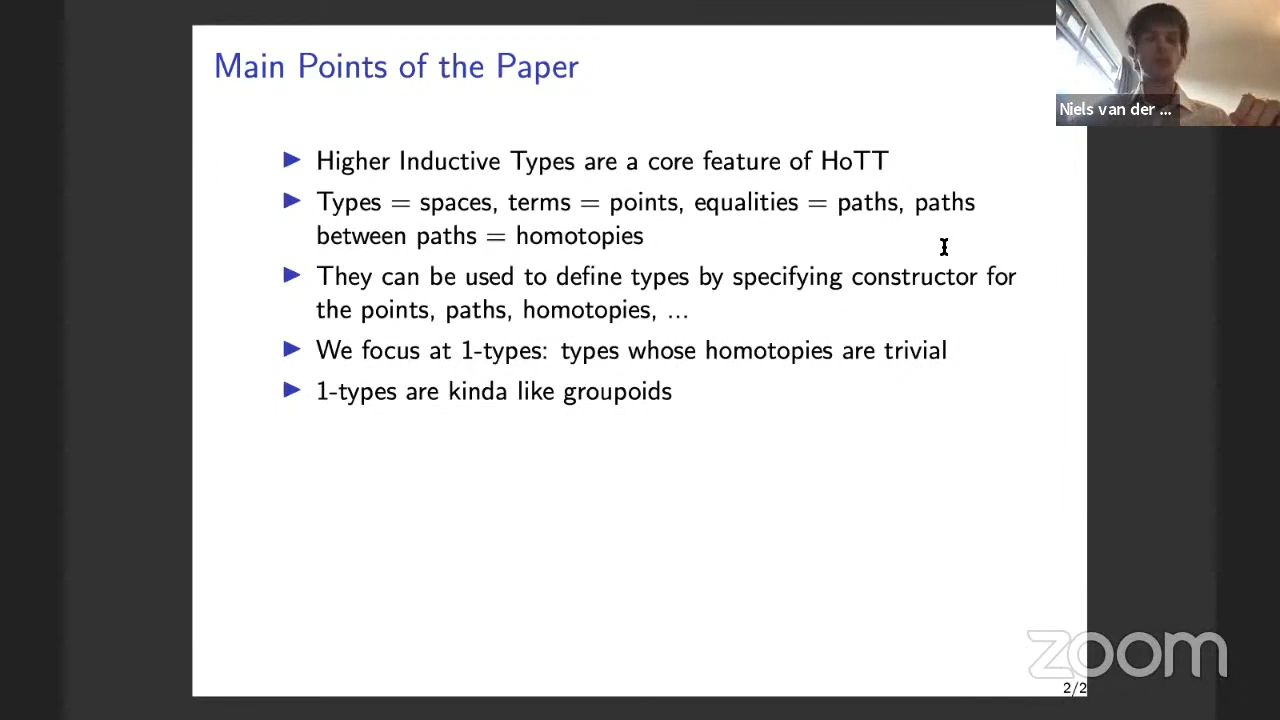 Main Points of the Paper
Niels van der ...
Higher Inductive Types are a core feature of HoTT
Types = spaces, terms = points, equalities = paths, paths
between paths = homotopies
They can be used to define types by specifying constructor for
the points, paths, homotopies, ...
We focus at 1-types: types whose homotopies are trivial
1-types are kinda like groupoids
zoom
2/2